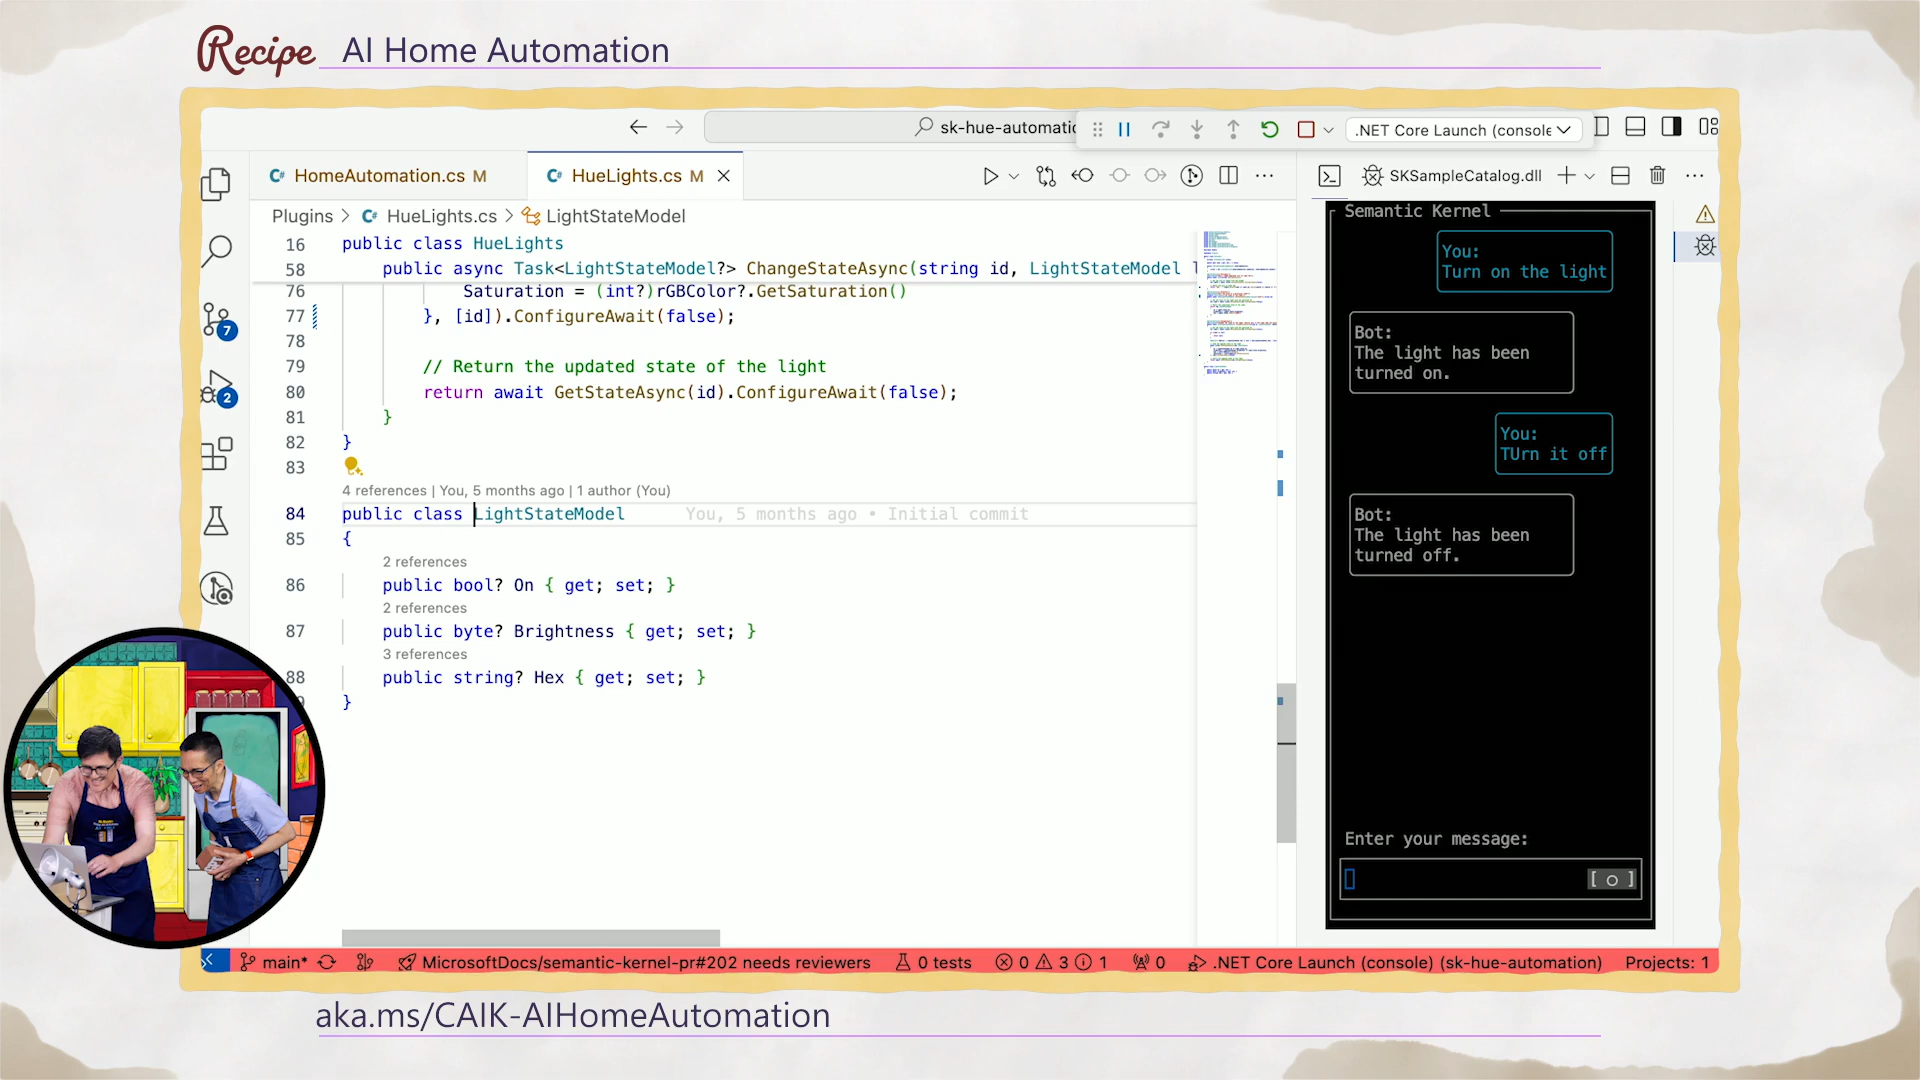 Recipe AI Home Automation
sk-hue-automatic
.NET Core Launch (console
HomeAutomation.cs M
HueLights.cs M
SKSampleCatalog.dll
Plugins > HueLights.cs > LightStateModel
16 public class HueLights
58 public async Task<LightStateModel?> ChangeStateAsync(string id, LightStateModel l
76 Saturation = (int?)rGBColor?.GetSaturation()
77 }, [id]).ConfigureAwait(false);
78
79 // Return the updated state of the light
80 return await GetStateAsync(id).ConfigureAwait(false);
81 }
82 }
83
4 references | You, 5 months ago | 1 author (You)
84 public class LightStateModel You, 5 months ago • Initial commit
85 {
2 references
86 public bool? On { get; set; }
2 references
87 public byte? Brightness { get; set; }
3 references
88 public string? Hex { get; set; }
}
7
2
Semantic Kernel
You:
Turn on the light
Bot:
The light has been
turned on.
You:
TUrn it off
Bot:
The light has been
turned off.
Enter your message:
[ o ]
main* MicrosoftDocs/semantic-kernel-pr#202 needs reviewers 0 tests 0 3 1 0 .NET Core Launch (console) (sk-hue-automation) Projects: 1
aka.ms/CAIK-AIHomeAutomation